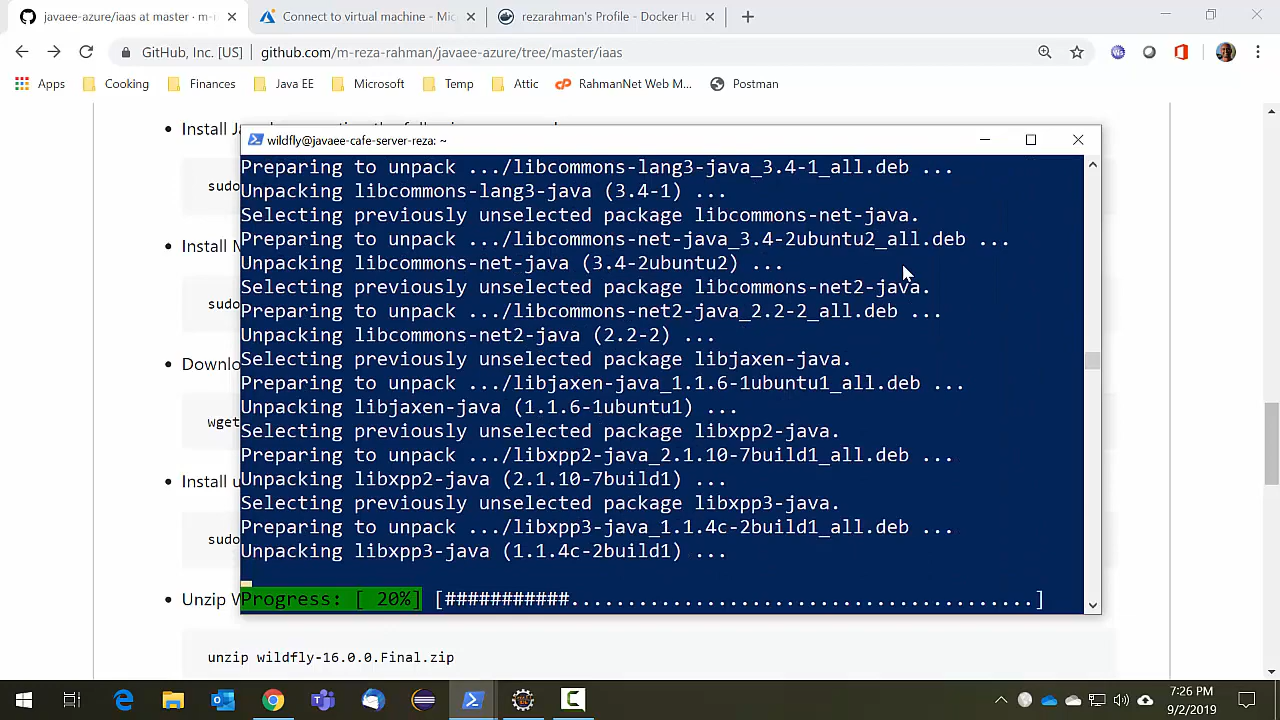 javaee-azure/iaas at master · m-r
Connect to virtual machine - Mic
rezarahman's Profile - Docker Hu
GitHub, Inc. [US]
github.com/m-reza-rahman/javaee-azure/tree/master/iaas
Apps
Cooking
Finances
Java EE
Microsoft
Temp
Attic
RahmanNet Web M...
Postman
Install
sudo
Install M
sudo
Downlo
wget
Install u
sudo
Unzip W
unzip wildfly-16.0.0.Final.zip
wildfly@javaee-cafe-server-reza: ~
Preparing to unpack .../libcommons-lang3-java_3.4-1_all.deb ...
Unpacking libcommons-lang3-java (3.4-1) ...
Selecting previously unselected package libcommons-net-java.
Preparing to unpack .../libcommons-net-java_3.4-2ubuntu2_all.deb ...
Unpacking libcommons-net-java (3.4-2ubuntu2) ...
Selecting previously unselected package libcommons-net2-java.
Preparing to unpack .../libcommons-net2-java_2.2-2_all.deb ...
Unpacking libcommons-net2-java (2.2-2) ...
Selecting previously unselected package libjaxen-java.
Preparing to unpack .../libjaxen-java_1.1.6-1ubuntu1_all.deb ...
Unpacking libjaxen-java (1.1.6-1ubuntu1) ...
Selecting previously unselected package libxpp2-java.
Preparing to unpack .../libxpp2-java_2.1.10-7build1_all.deb ...
Unpacking libxpp2-java (2.1.10-7build1) ...
Selecting previously unselected package libxpp3-java.
Preparing to unpack .../libxpp3-java_1.1.4c-2build1_all.deb ...
Unpacking libxpp3-java (1.1.4c-2build1) ...
Progress: [ 20%] [###########.........................................]
7:26 PM
9/2/2019